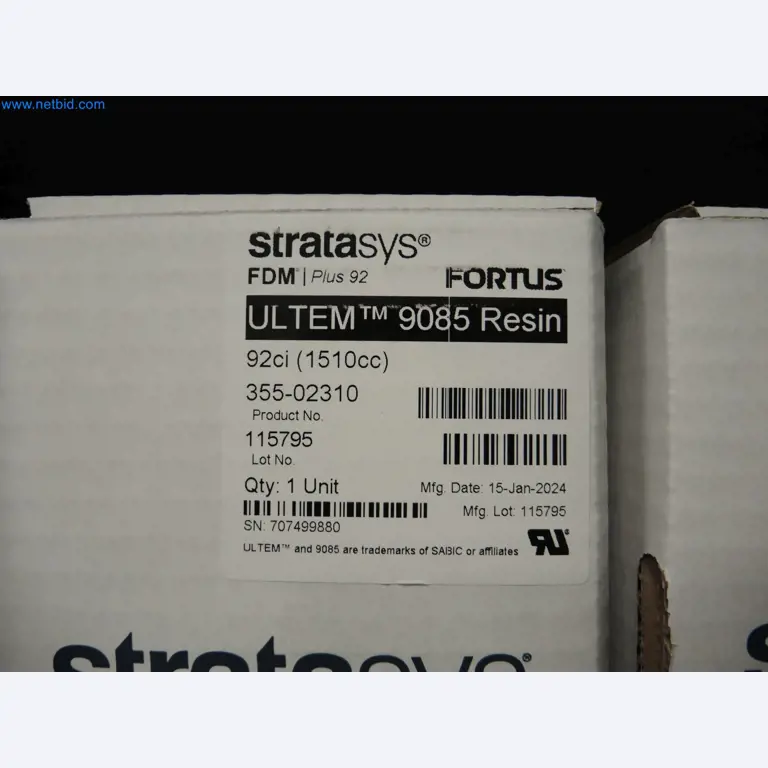 www.netbid.com
stratasys®
FDM® | Plus 92
FORTUS
ULTEM™ 9085 Resin
92ci (1510cc)
355-02310
Product No.
115795
Lot No.
Qty: 1 Unit
Mfg. Date: 15-Jan-2024
Mfg. Lot: 115795
SN: 707499880
ULTEM™ and 9085 are trademarks of SABIC or affiliates
stratasys®